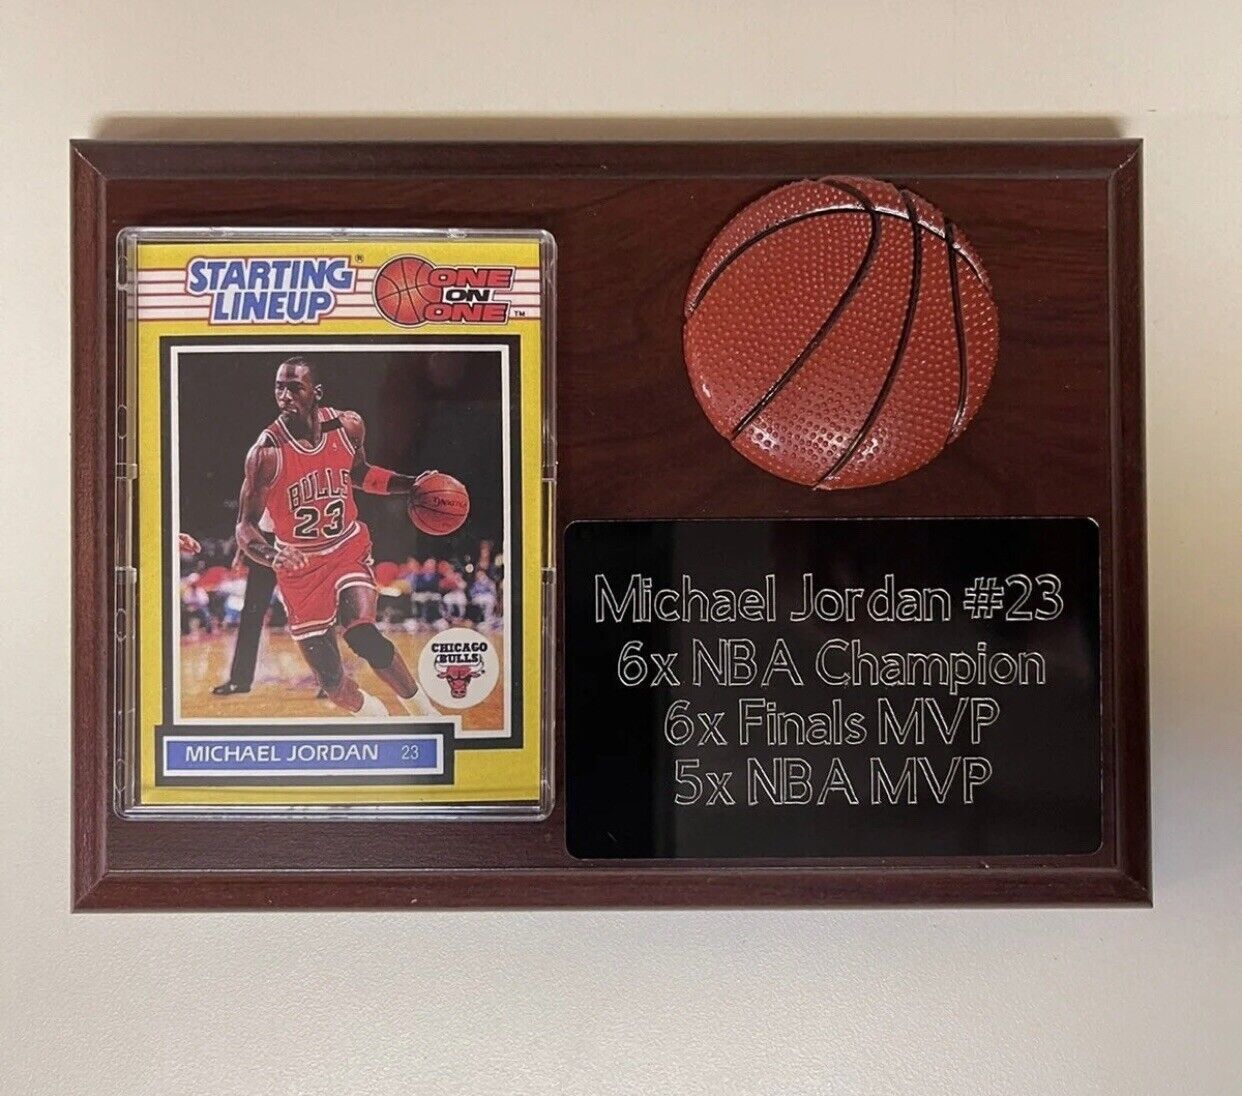 STARTING® LINEUP
ONE ON ONE™
BULLS
23
CHICAGO
BULLS
MICHAEL JORDAN 23
Michael Jordan #23
6x NBA Champion
6x Finals MVP
5x NBA MVP